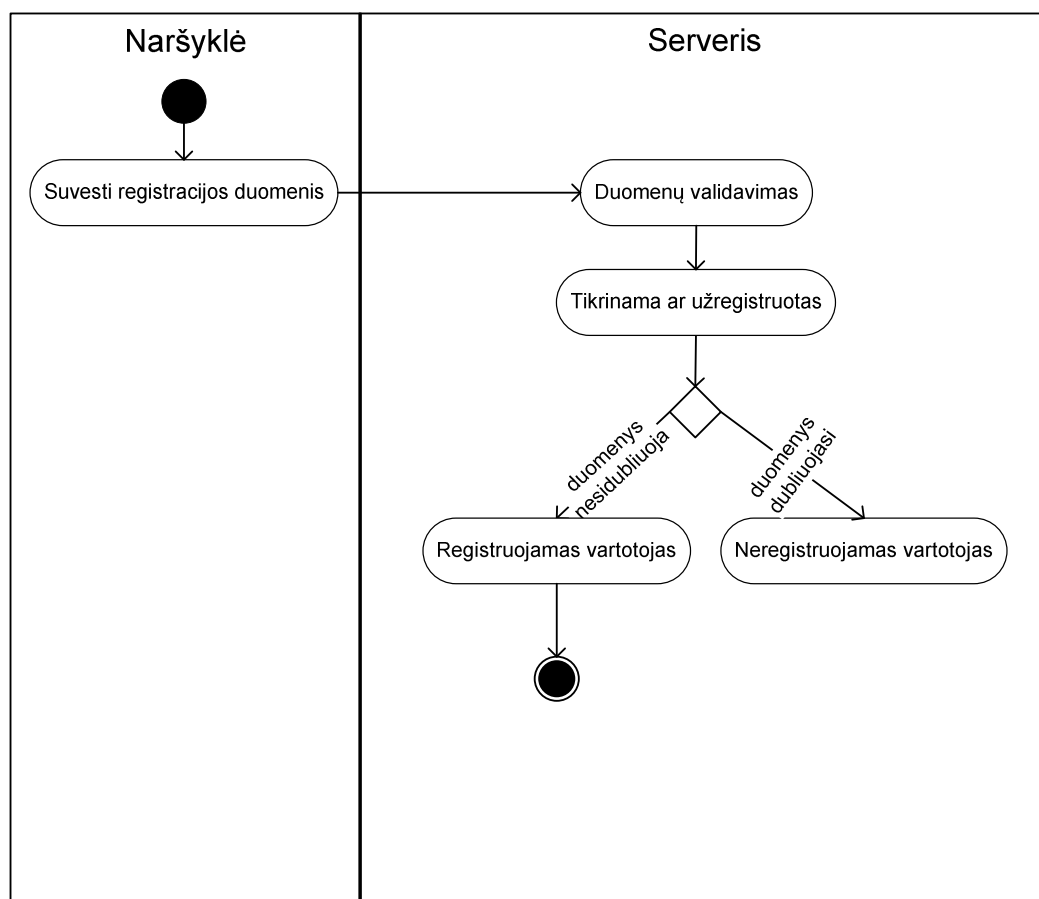 Naršyklė
Serveris
Suvesti registracijos duomenis
Duomenų validavimas
Tikrinama ar užregistruotas
duomenys
nesidubliuoja
duomenys
dubliuojasi
Registruojamas vartotojas
Neregistruojamas vartotojas